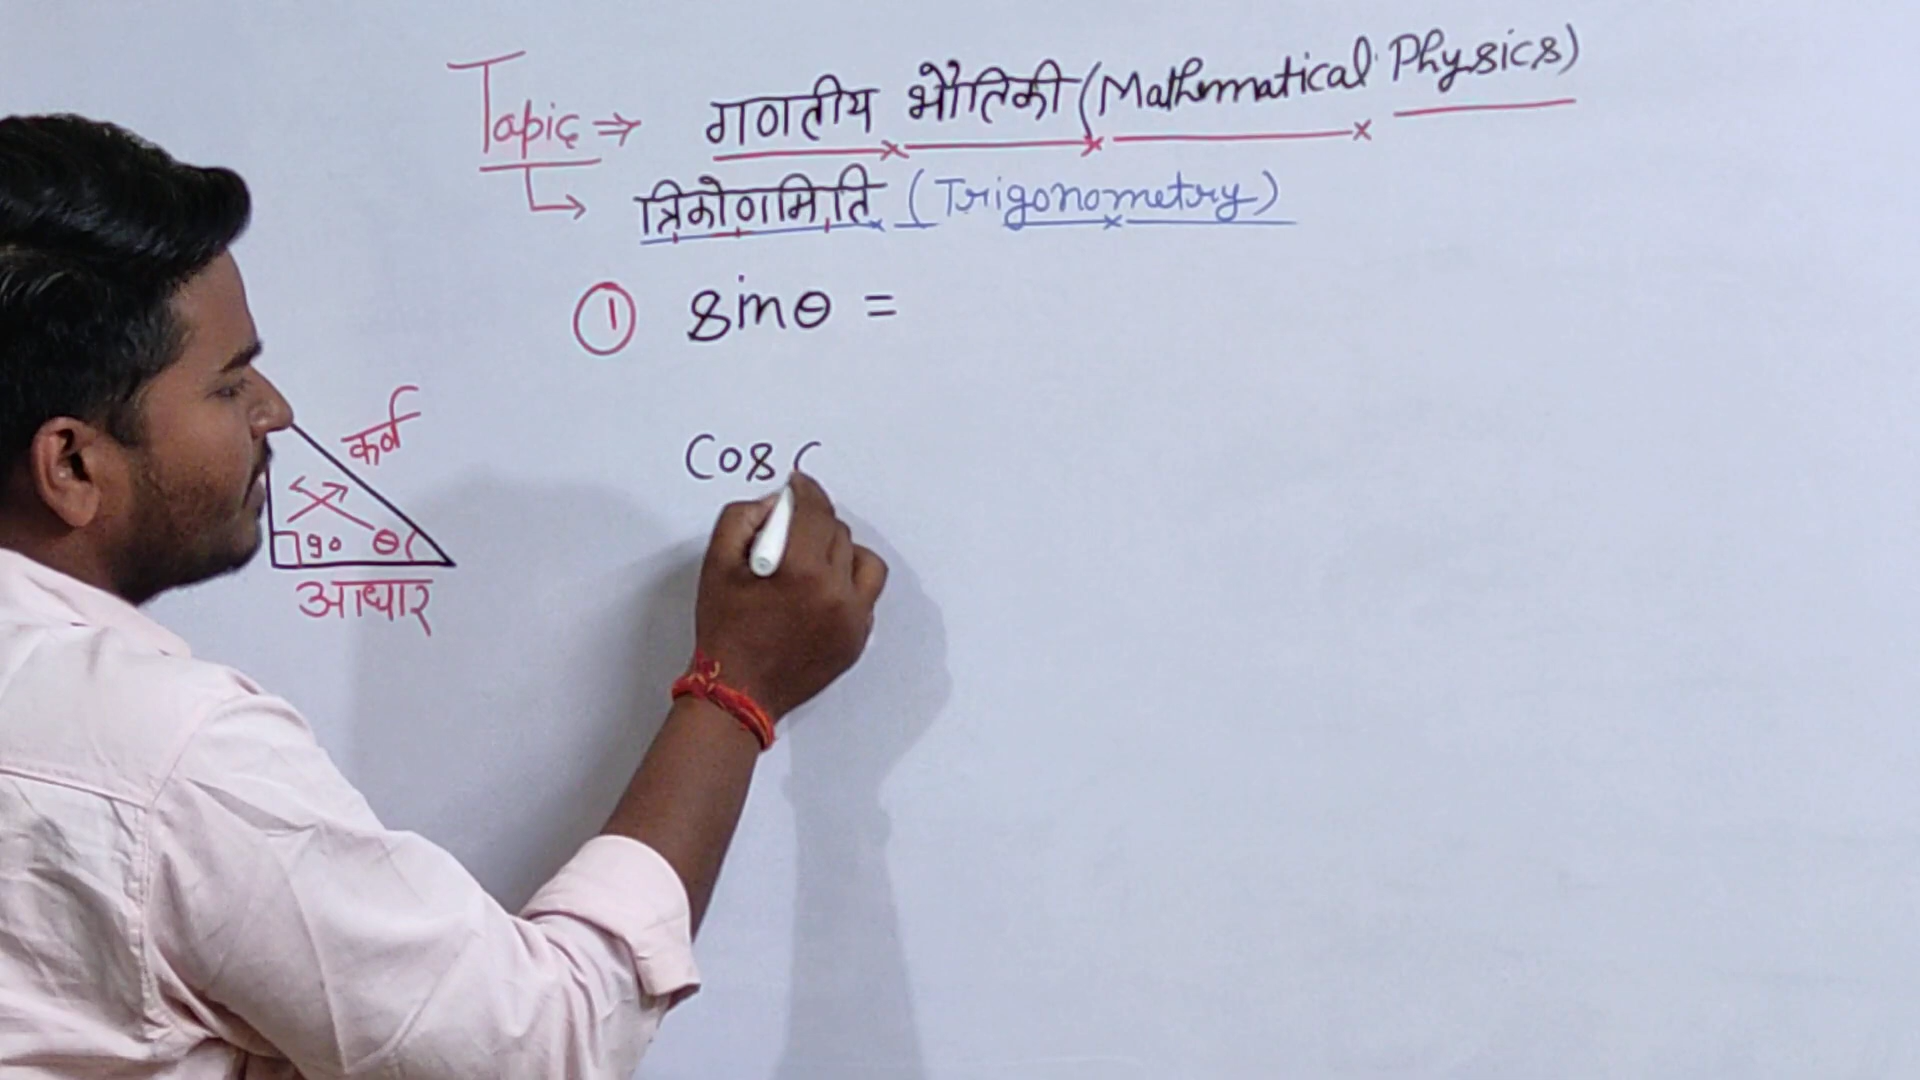 Topic ⇒ गणतीय भौतिकी (Mathematical Physics)
त्रिकोणमिति (Trigonometry)
① sinθ =
कर्ण
Cos
90 θ
आधार